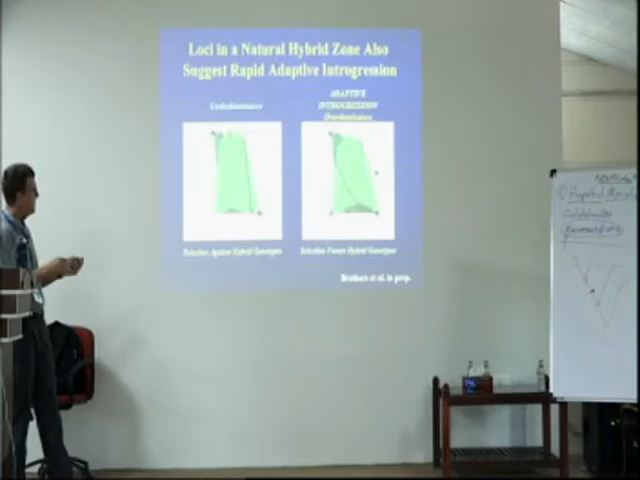 Loci in a Natural Hybrid Zone Also
Suggest Rapid Adaptive Introgression
Underdominance
ADAPTIVE
INTROGRESSION
Overdominance
Selection Against Hybrid Genotypes
Selection Favors Hybrid Genotypes
Brothers et al. in prep.